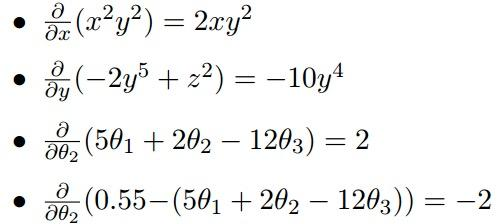 • ∂/∂x (x²y²) = 2xy²
• ∂/∂y (−2y⁵ + z²) = −10y⁴
• ∂/∂θ₂ (5θ₁ + 2θ₂ − 12θ₃) = 2
• ∂/∂θ₂ (0.55−(5θ₁ + 2θ₂ − 12θ₃)) = −2